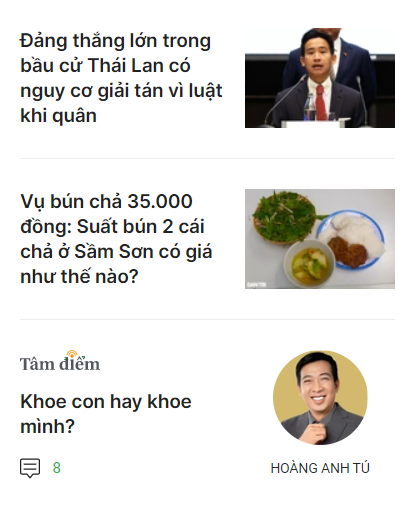 Đảng thắng lớn trong
bầu cử Thái Lan có
nguy cơ giải tán vì luật
khi quân
Vụ bún chả 35.000
đồng: Suất bún 2 cái
chả ở Sầm Sơn có giá
như thế nào?
Tâm điểm
Khoe con hay khoe
mình?
8
HOÀNG ANH TÚ